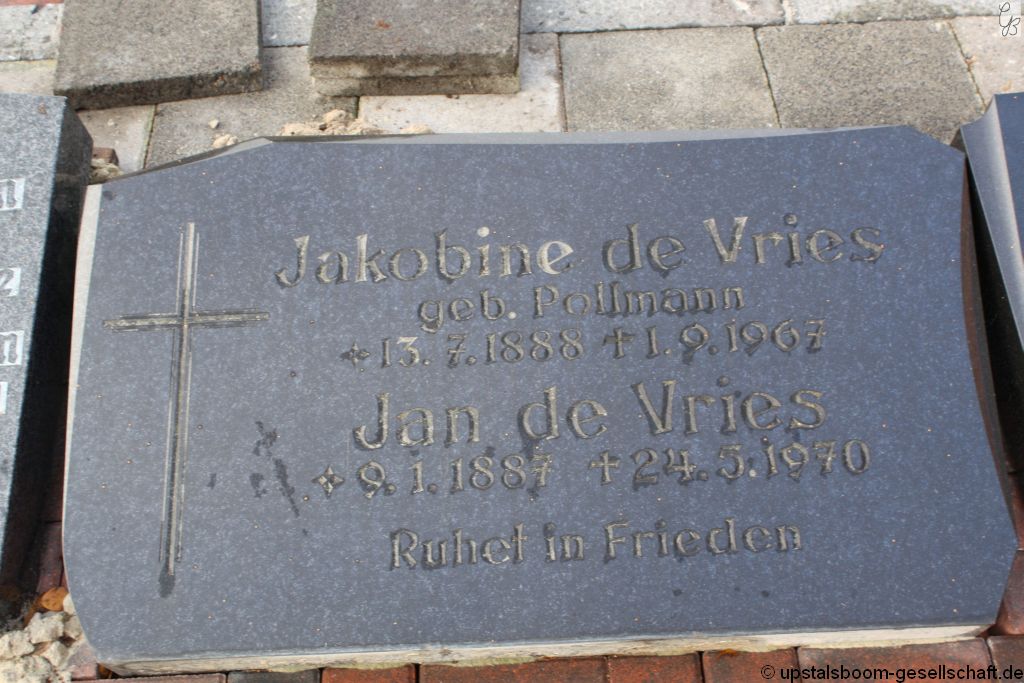 Jakobine de Vries
geb. Pollmann
13. 7. 1888 † 1. 9. 1967
Jan de Vries
9. 1. 1887 † 24. 5. 1970
Ruhet in Frieden
© upstalsboom-gesellschaft.de